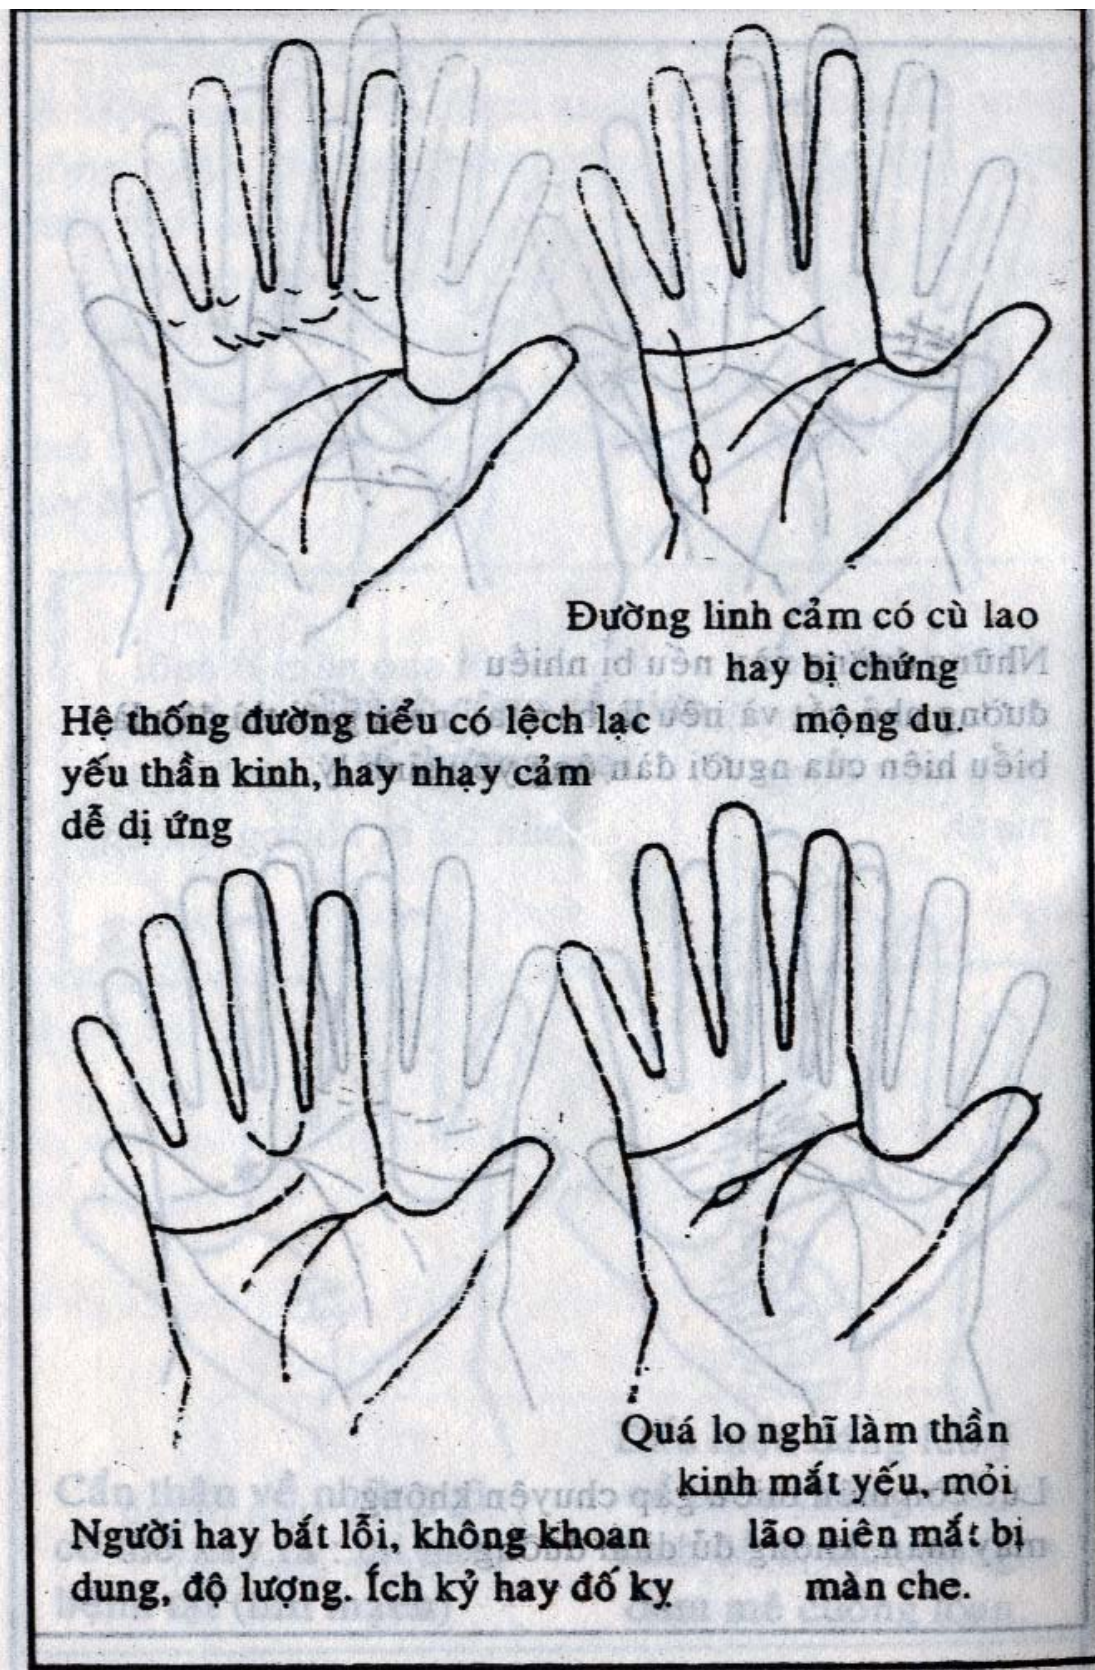 Đường linh cảm có cù lao
hay bị chứng
mộng du.
Hệ thống đường tiểu có lệch lạc
yếu thần kinh, hay nhạy cảm
dễ dị ứng
Quá lo nghĩ làm thần
kinh mắt yếu, mỏi
lão niên mắt bị
màn che.
Người hay bắt lỗi, không khoan
dung, độ lượng. Ích kỷ hay đố kỵ